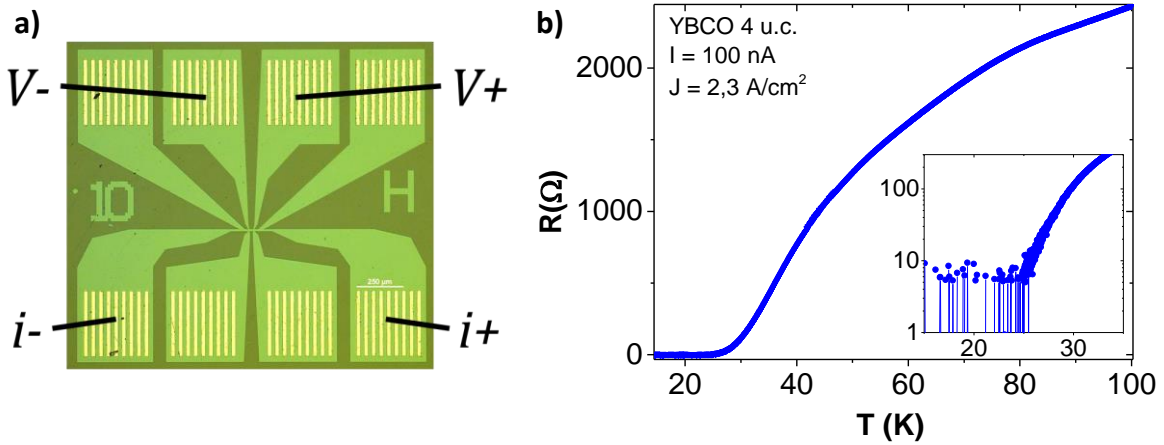 a)
V-
V+
10
H
250 µm
i-
i+
b)
YBCO 4 u.c.
I = 100 nA
J = 2,3 A/cm²
R(Ω)
2000
1000
0
20
40
60
80
100
T (K)
100
10
1
20
30